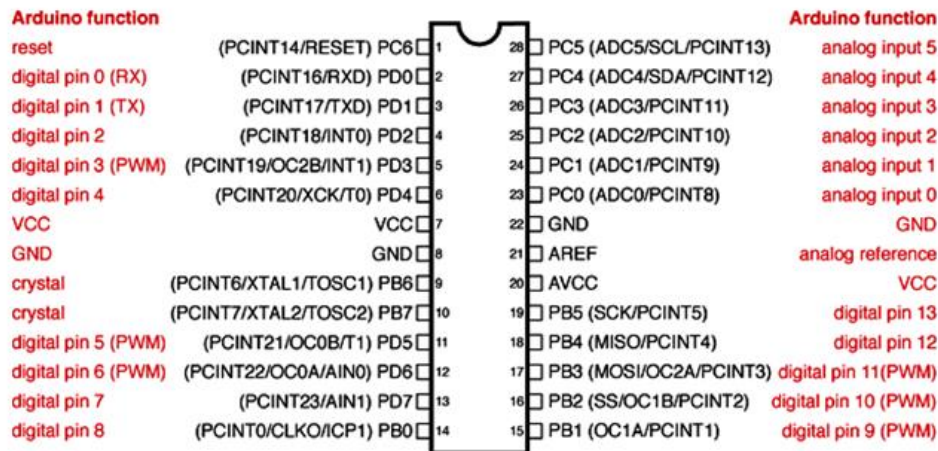 Arduino function Arduino function
reset (PCINT14/RESET) PC6 1 28 PC5 (ADC5/SCL/PCINT13) analog input 5
digital pin 0 (RX) (PCINT16/RXD) PD0 2 27 PC4 (ADC4/SDA/PCINT12) analog input 4
digital pin 1 (TX) (PCINT17/TXD) PD1 3 26 PC3 (ADC3/PCINT11) analog input 3
digital pin 2 (PCINT18/INT0) PD2 4 25 PC2 (ADC2/PCINT10) analog input 2
digital pin 3 (PWM) (PCINT19/OC2B/INT1) PD3 5 24 PC1 (ADC1/PCINT9) analog input 1
digital pin 4 (PCINT20/XCK/T0) PD4 6 23 PC0 (ADC0/PCINT8) analog input 0
VCC VCC 7 22 GND GND
GND GND 8 21 AREF analog reference
crystal (PCINT6/XTAL1/TOSC1) PB6 9 20 AVCC VCC
crystal (PCINT7/XTAL2/TOSC2) PB7 10 19 PB5 (SCK/PCINT5) digital pin 13
digital pin 5 (PWM) (PCINT21/OC0B/T1) PD5 11 18 PB4 (MISO/PCINT4) digital pin 12
digital pin 6 (PWM) (PCINT22/OC0A/AIN0) PD6 12 17 PB3 (MOSI/OC2A/PCINT3) digital pin 11(PWM)
digital pin 7 (PCINT23/AIN1) PD7 13 16 PB2 (SS/OC1B/PCINT2) digital pin 10 (PWM)
digital pin 8 (PCINT0/CLKO/ICP1) PB0 14 15 PB1 (OC1A/PCINT1) digital pin 9 (PWM)